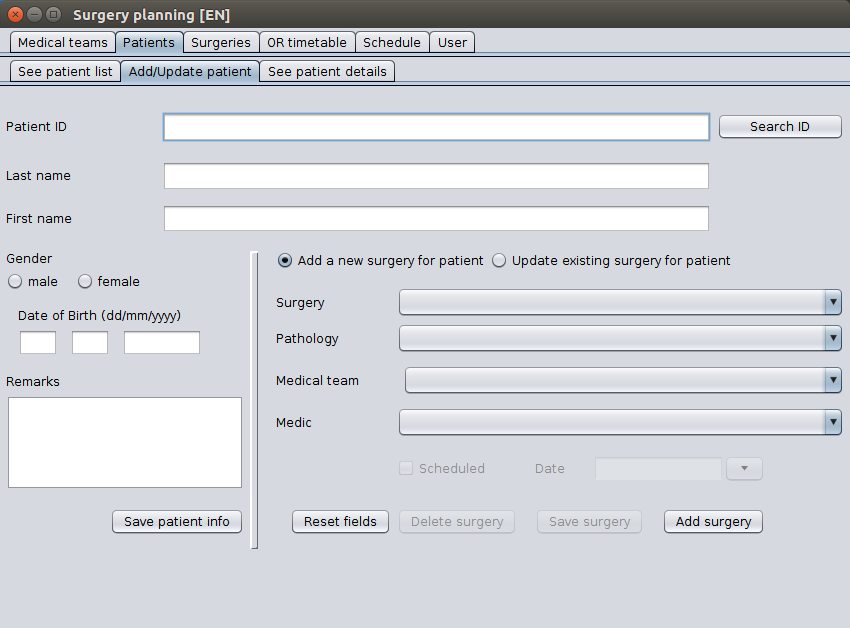 Surgery planning [EN]
Medical teams Patients Surgeries OR timetable Schedule User
See patient list Add/Update patient See patient details
Patient ID Search ID
Last name
First name
Gender
male female
Date of Birth (dd/mm/yyyy)
Remarks
Save patient info
Add a new surgery for patient Update existing surgery for patient
Surgery
Pathology
Medical team
Medic
Scheduled Date
Reset fields Delete surgery Save surgery Add surgery